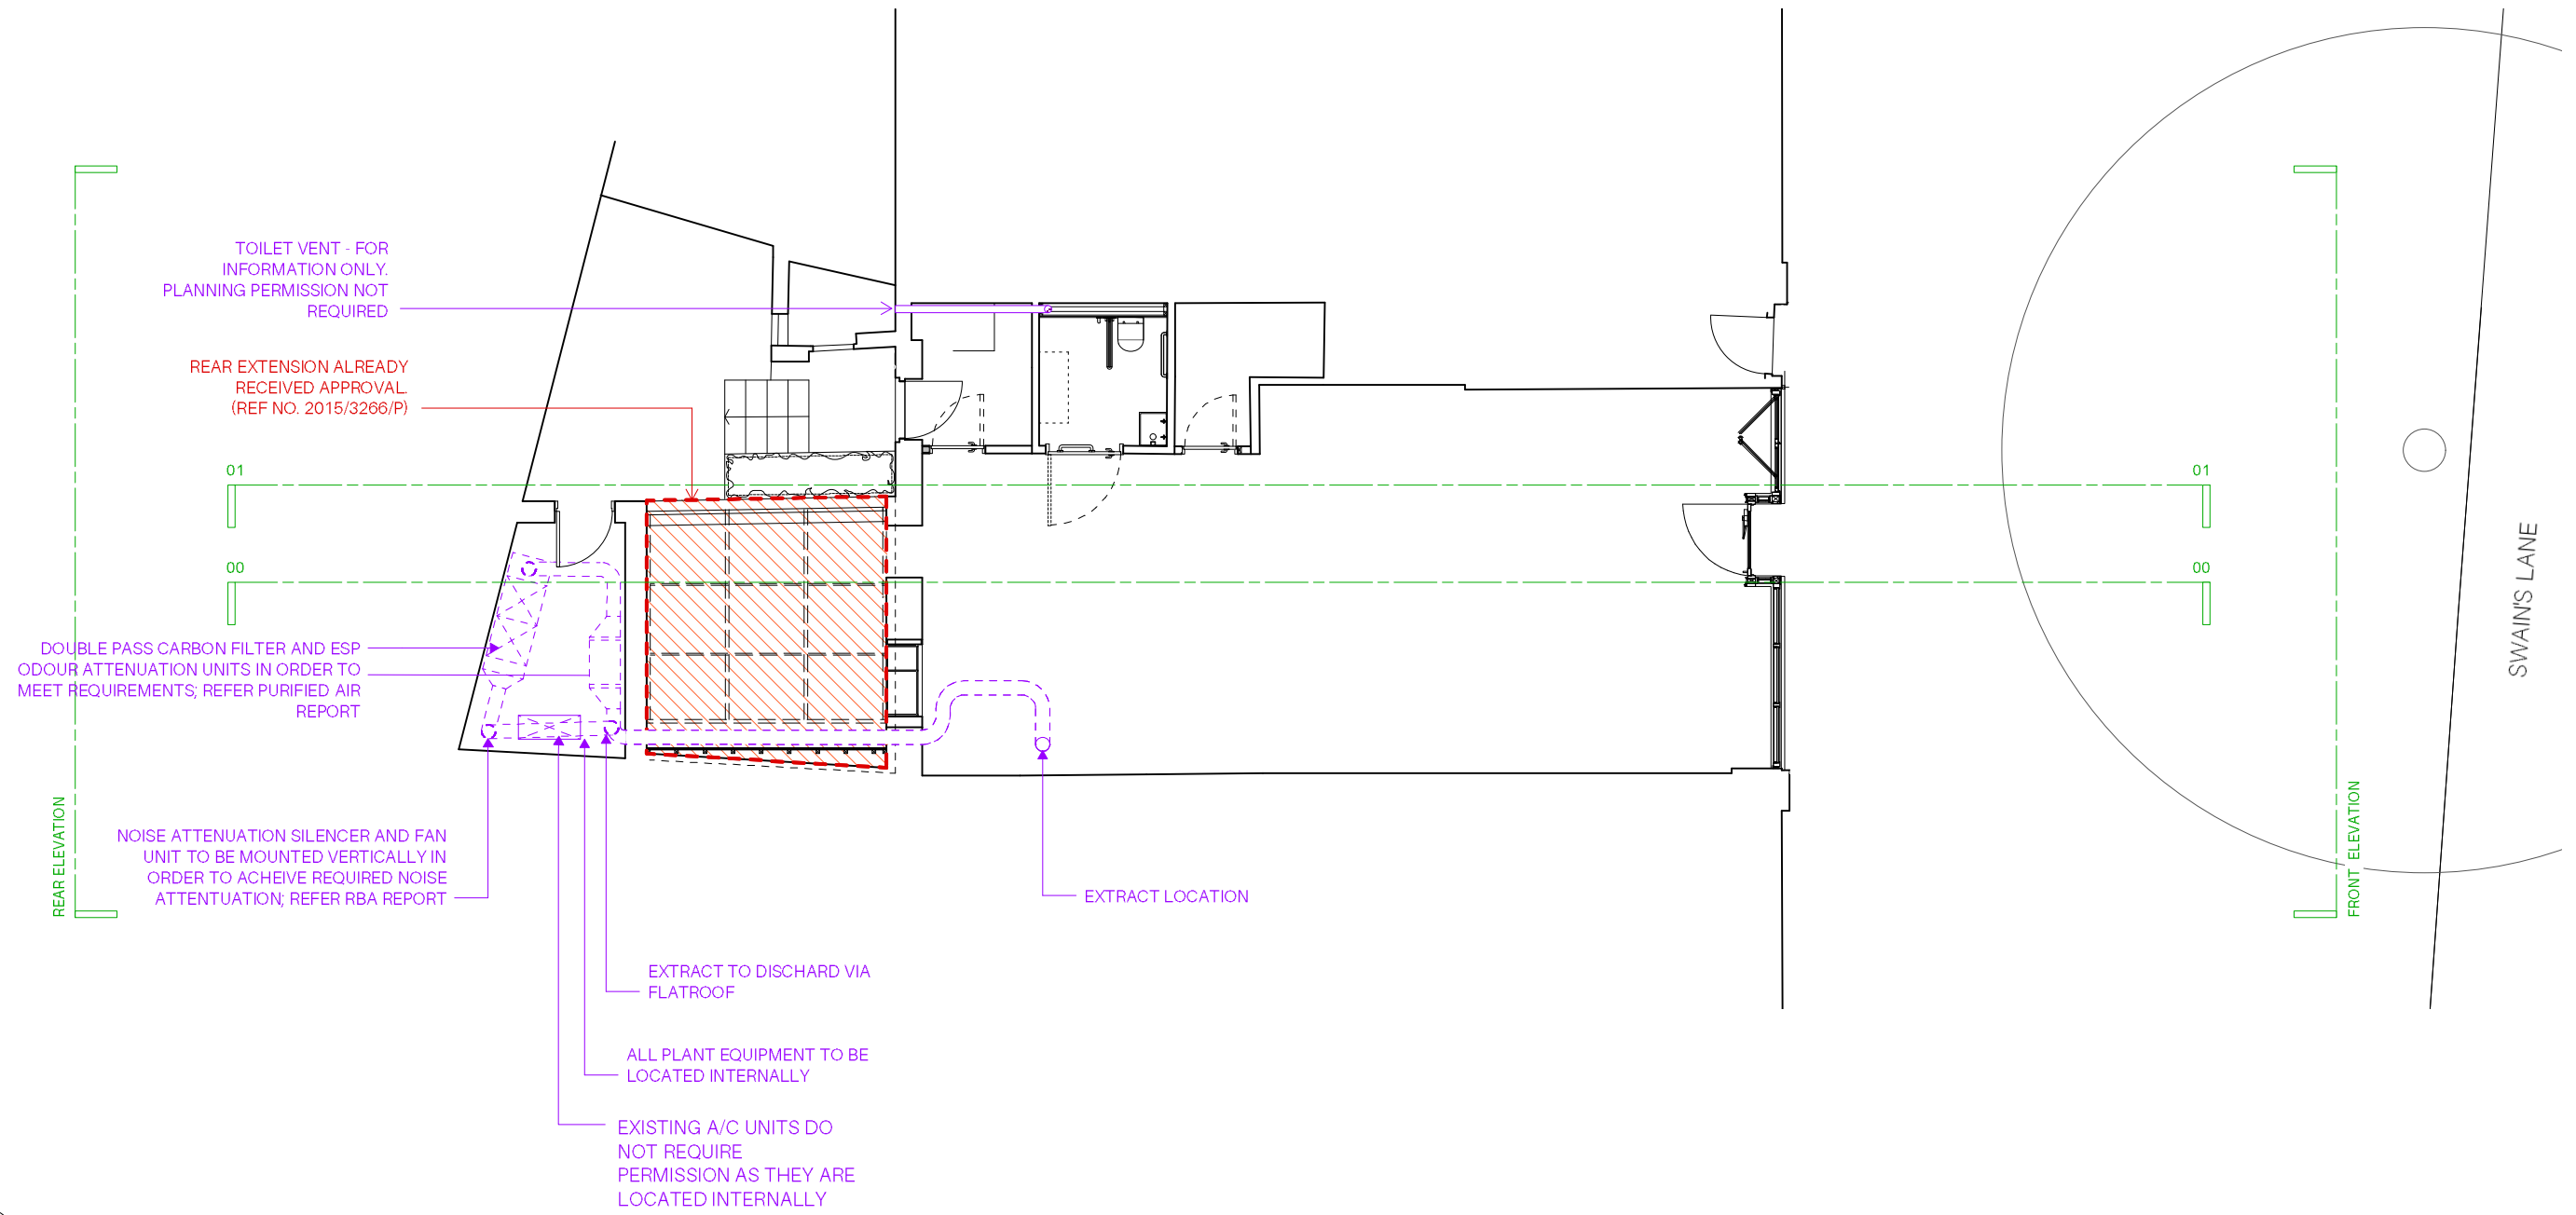 TOILET VENT - FOR
INFORMATION ONLY.
PLANNING PERMISSION NOT
REQUIRED
REAR EXTENSION ALREADY
RECEIVED APPROVAL.
(REF NO. 2015/3266/P)
01
01
00
00
SWAIN'S LANE
DOUBLE PASS CARBON FILTER AND ESP
ODOUR ATTENUATION UNITS IN ORDER TO
MEET REQUIREMENTS; REFER PURIFIED AIR
REPORT
REAR ELEVATION
FRONT ELEVATION
NOISE ATTENUATION SILENCER AND FAN
UNIT TO BE MOUNTED VERTICALLY IN
ORDER TO ACHEIVE REQUIRED NOISE
ATTENTUATION; REFER RBA REPORT
EXTRACT LOCATION
EXTRACT TO DISCHARD VIA
FLATROOF
ALL PLANT EQUIPMENT TO BE
LOCATED INTERNALLY
EXISTING A/C UNITS DO
NOT REQUIRE
PERMISSION AS THEY ARE
LOCATED INTERNALLY